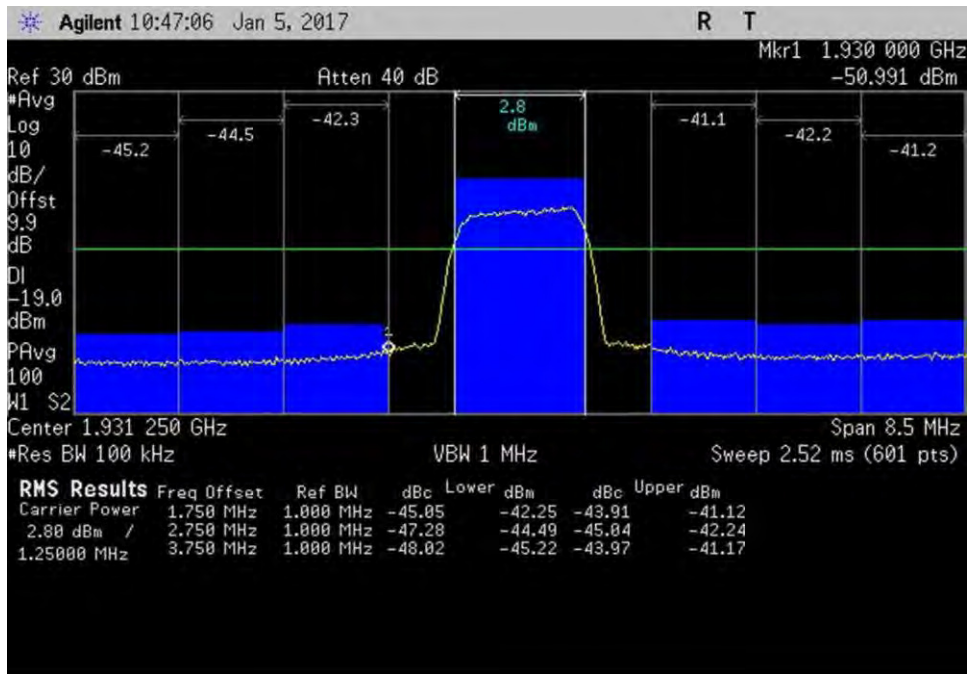 Agilent 10:47:06 Jan 5, 2017 R T
Mkr1 1.930 000 GHz
Ref 30 dBm Atten 40 dB -50.991 dBm
#Avg
Log
10
dB/
Offst
9.9
dB
DI
-19.0
dBm
PAvg
100
W1 S2
-45.2 -44.5 -42.3 2.8 dBm -41.1 -42.2 -41.2
1
Center 1.931 250 GHz Span 8.5 MHz
#Res BW 100 kHz VBW 1 MHz Sweep 2.52 ms (601 pts)
RMS Results Freq Offset Ref BW dBc Lower dBm dBc Upper dBm
Carrier Power 1.750 MHz 1.000 MHz -45.05 -42.25 -43.91 -41.12
2.80 dBm / 2.750 MHz 1.000 MHz -47.28 -44.49 -45.04 -42.24
1.25000 MHz 3.750 MHz 1.000 MHz -48.02 -45.22 -43.97 -41.17